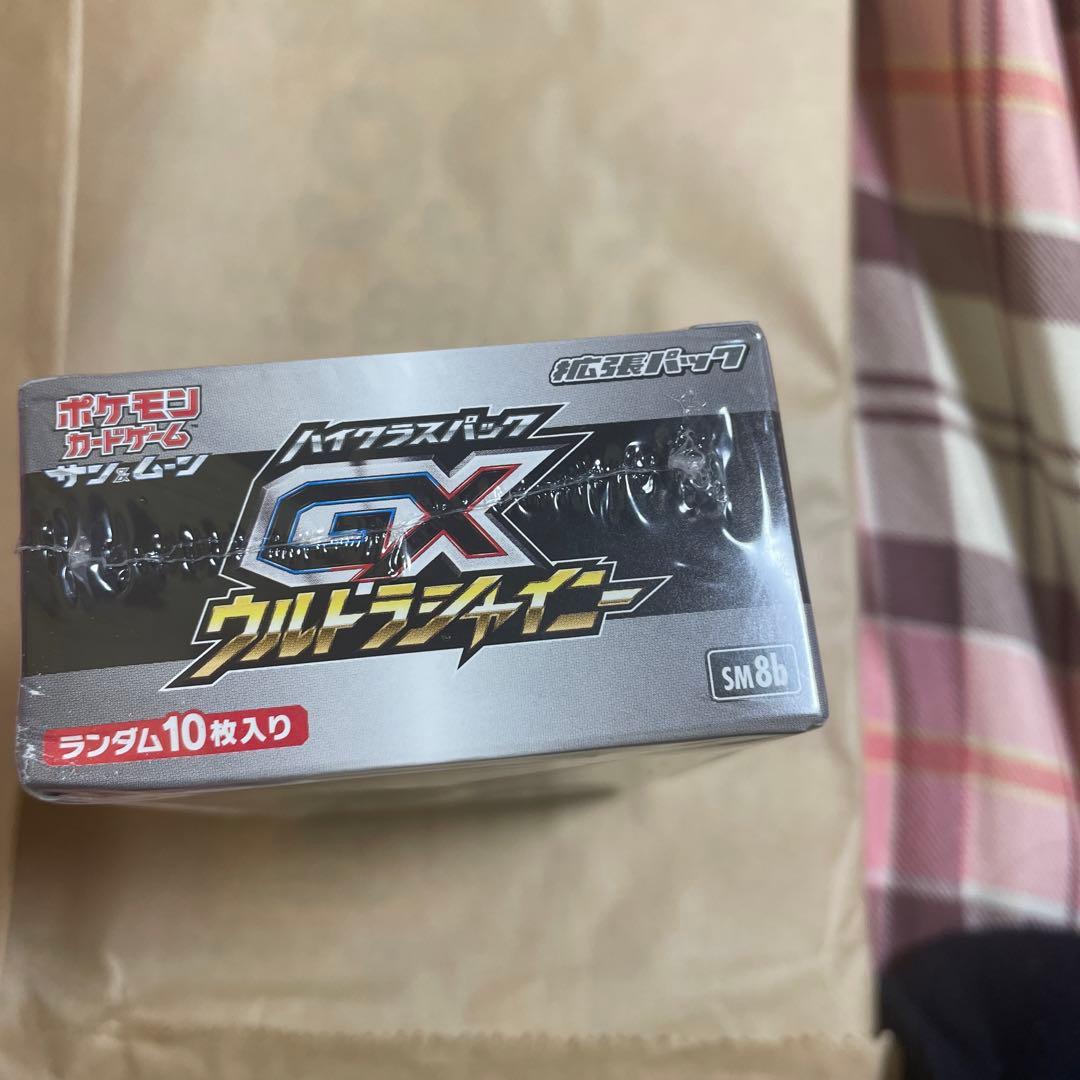 拡張パック
ポケモン
カードゲーム™
サン&ムーン
ハイクラスパック
GX
ウルトラシャイニー
SM8b
ランダム10枚入り